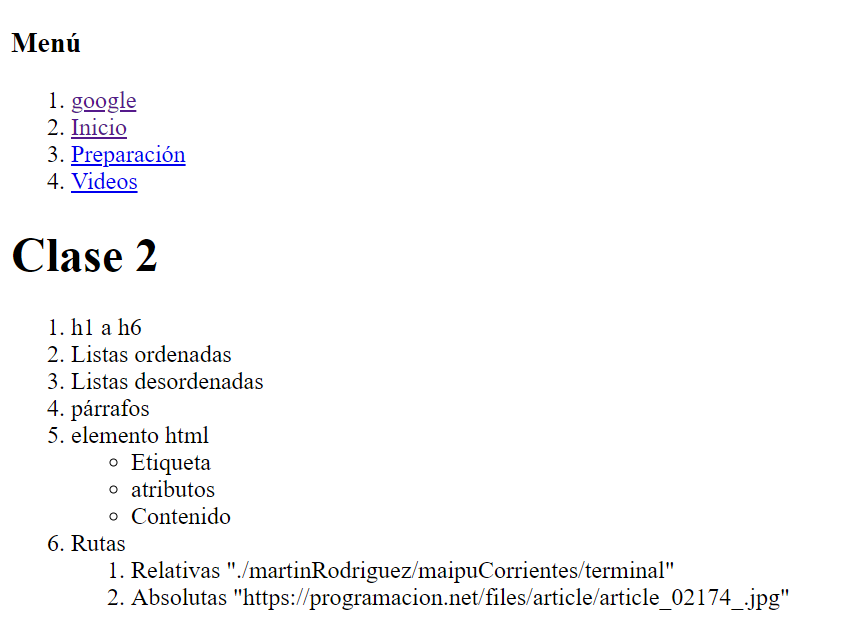 Menú
1. google
2. Inicio
3. Preparación
4. Videos
Clase 2
1. h1 a h6
2. Listas ordenadas
3. Listas desordenadas
4. párrafos
5. elemento html
◦ Etiqueta
◦ atributos
◦ Contenido
6. Rutas
1. Relativas "./martinRodriguez/maipuCorrientes/terminal"
2. Absolutas "https://programacion.net/files/article/article_02174_.jpg"